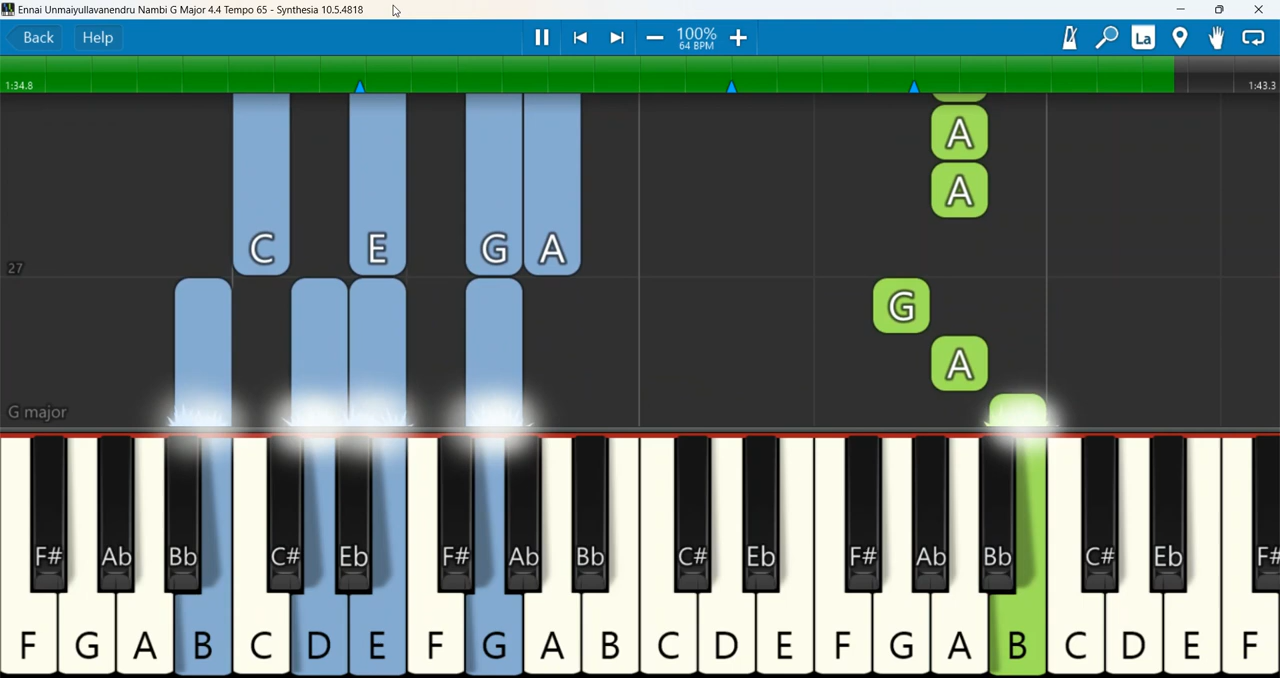 Ennai Unmaiyullavanendru Nambi G Major 4.4 Tempo 65 - Synthesia 10.5.4818
Back Help 100% La
64 BPM
1:34.8 1:43.3
A
A
C E G A
27
G
A
G major
F# Ab Bb C# Eb F# Ab Bb C# Eb F# Ab Bb C# Eb F#
F G A B C D E F G A B C D E F G A B C D E F